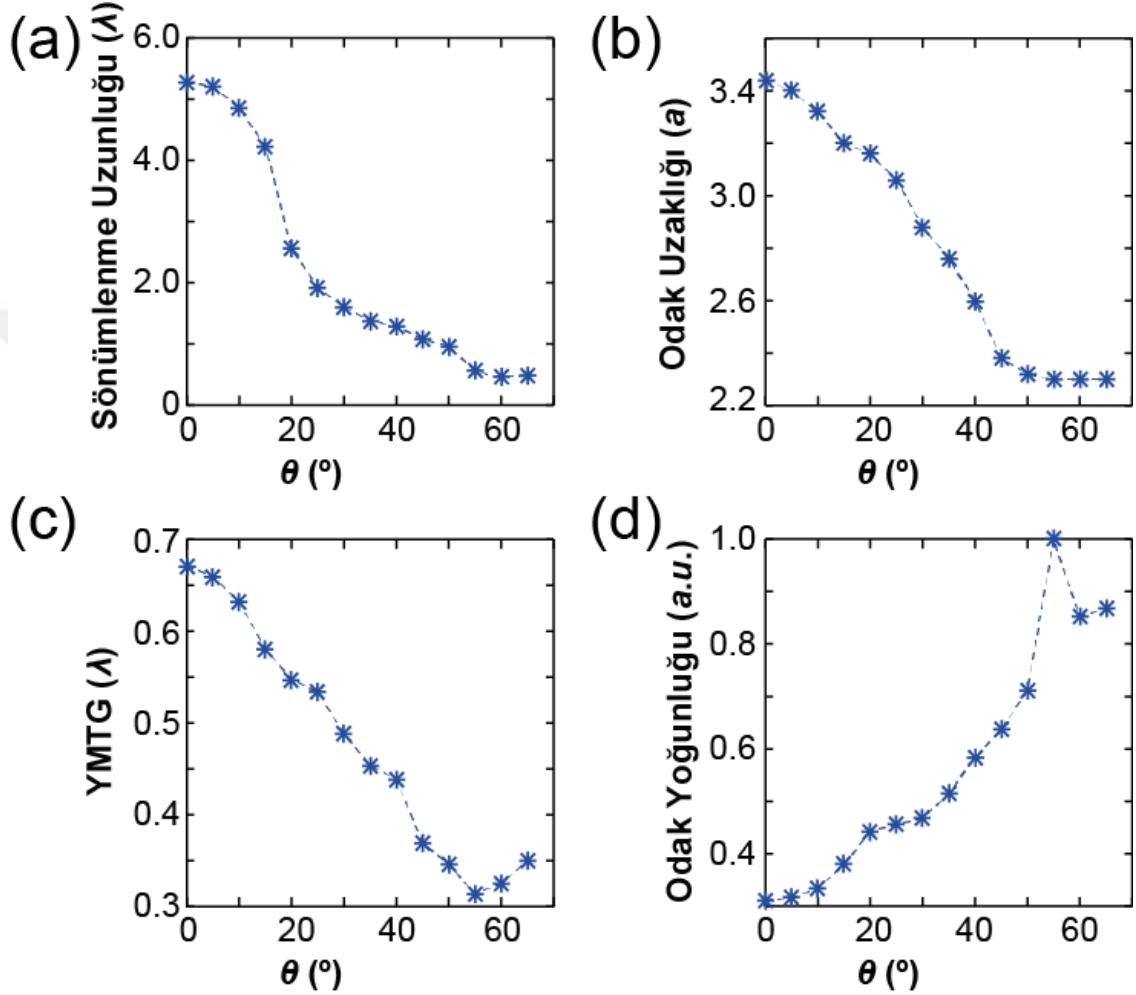 (a)
Sönümlenme Uzunluğu (λ)
6.0
4.0
2.0
0
0 20 40 60
θ (º)
(b)
Odak Uzaklığı (a)
3.4
3.0
2.6
2.2
0 20 40 60
θ (º)
(c)
YMTG (λ)
0.7
0.6
0.5
0.4
0.3
0 20 40 60
θ (º)
(d)
Odak Yoğunluğu (a.u.)
1.0
0.8
0.6
0.4
0 20 40 60
θ (º)